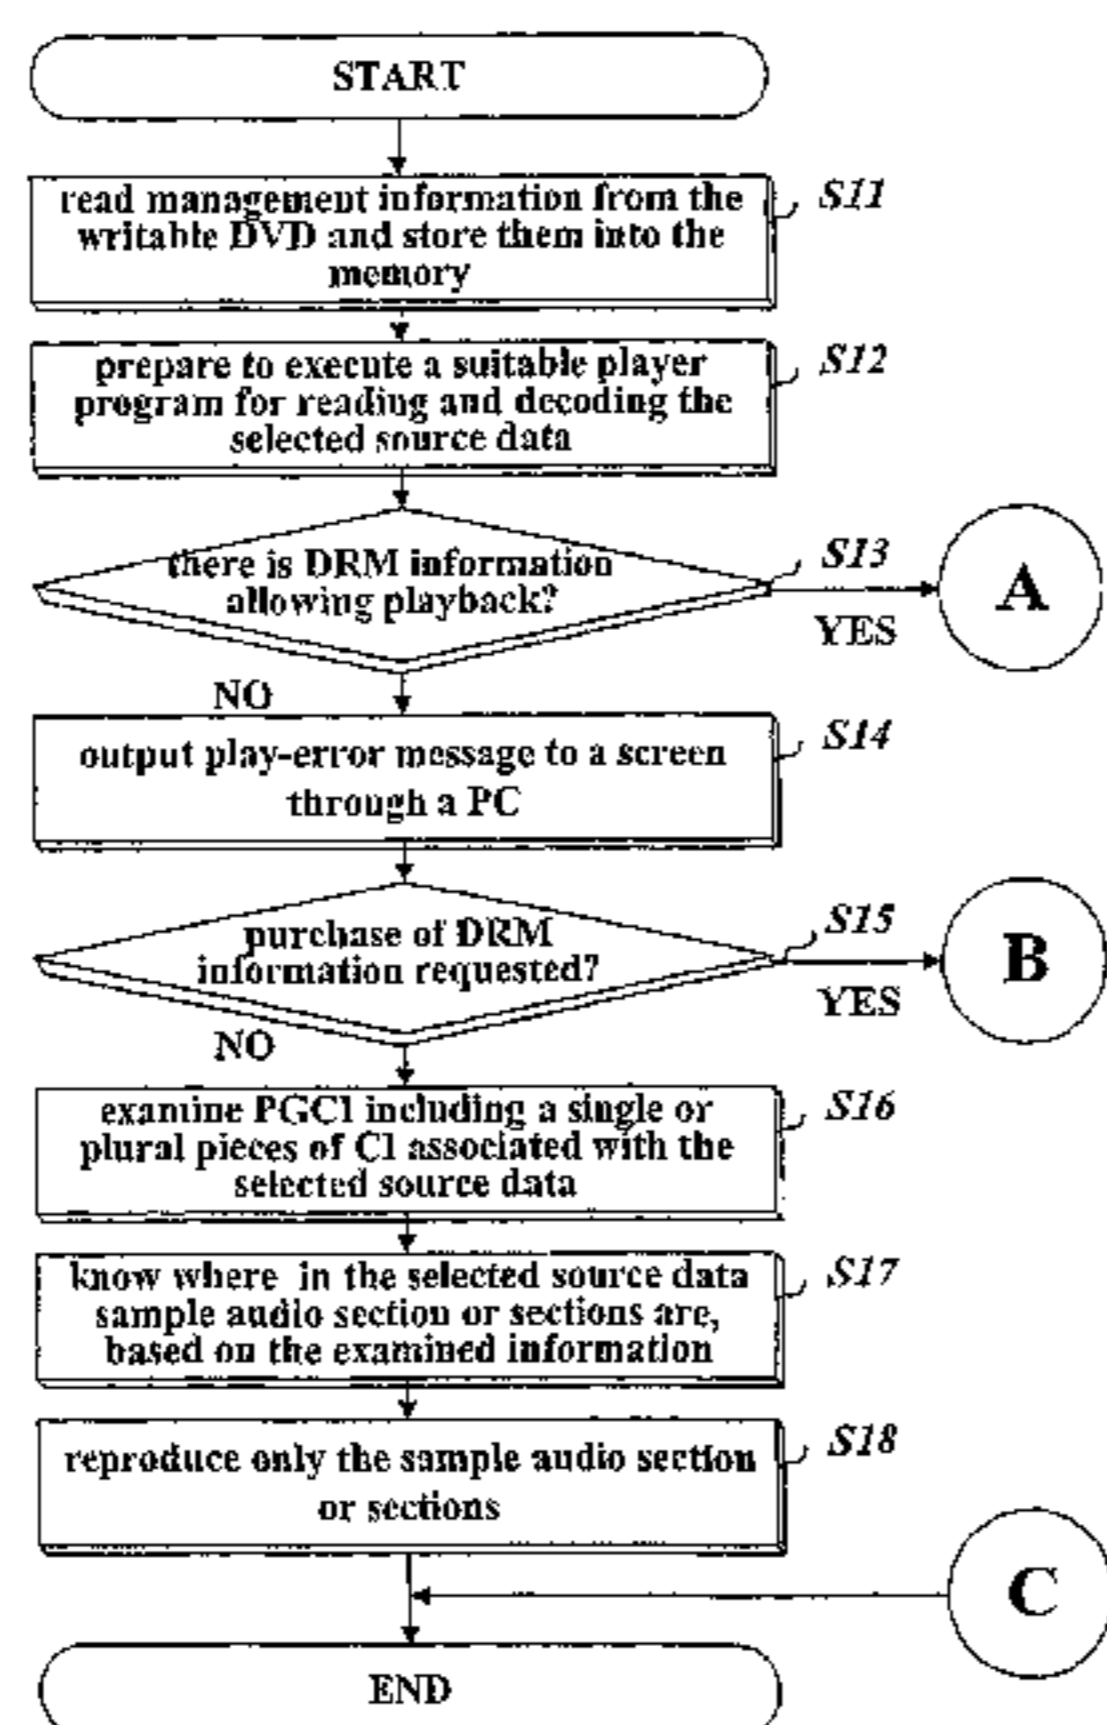 START
read management information from the
writable DVD and store them into the
memory
S11
prepare to execute a suitable player
program for reading and decoding the
selected source data
S12
there is DRM information
allowing playback?
S13
YES
A
NO
output play-error message to a screen
through a PC
S14
purchase of DRM
information requested?
S15
YES
B
NO
examine PGCI including a single or
plural pieces of CI associated with the
selected source data
S16
know where in the selected source data
sample audio section or sections are,
based on the examined information
S17
reproduce only the sample audio section
or sections
S18
C
END